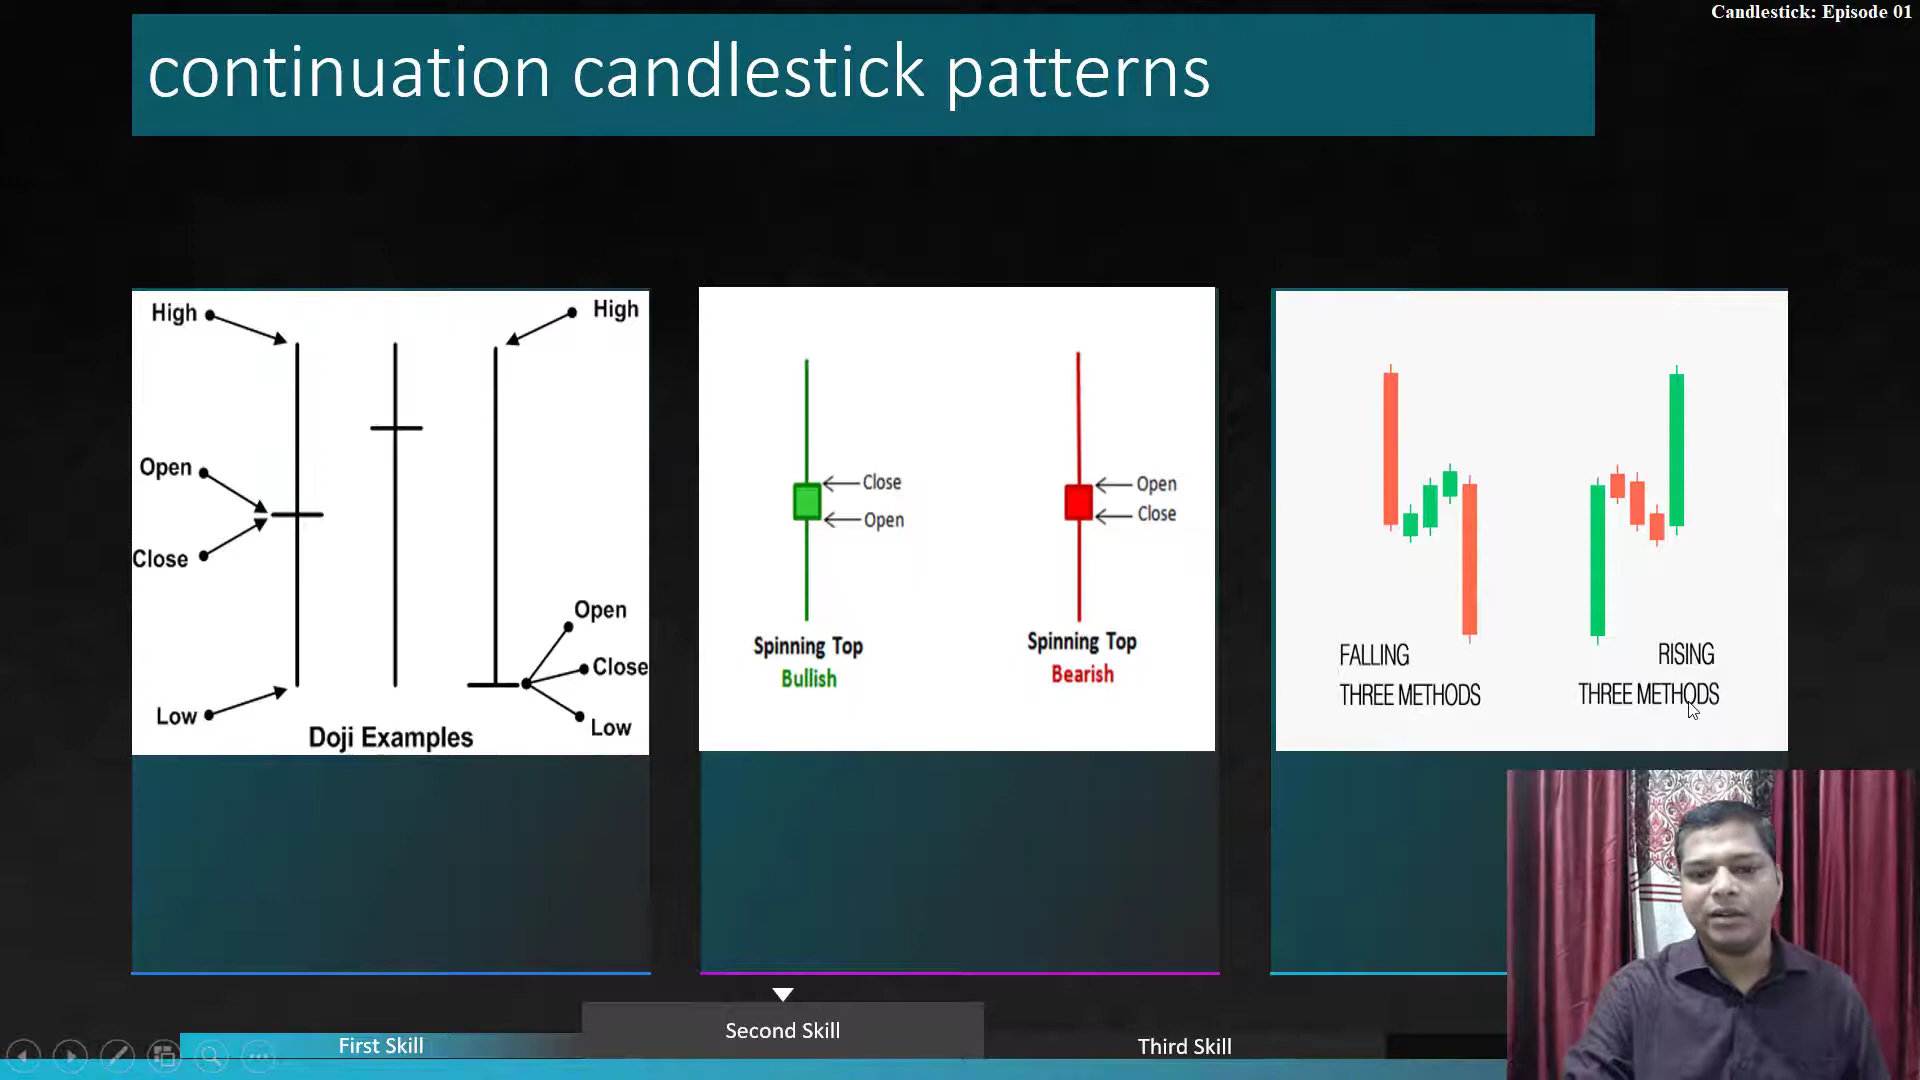 Candlestick: Episode 01
continuation candlestick patterns
High
High
Open
Close
Open
Close
Low
Low
Doji Examples
Close
Open
Spinning Top
Bullish
Open
Close
Spinning Top
Bearish
FALLING
THREE METHODS
RISING
THREE METHODS
First Skill
Second Skill
Third Skill